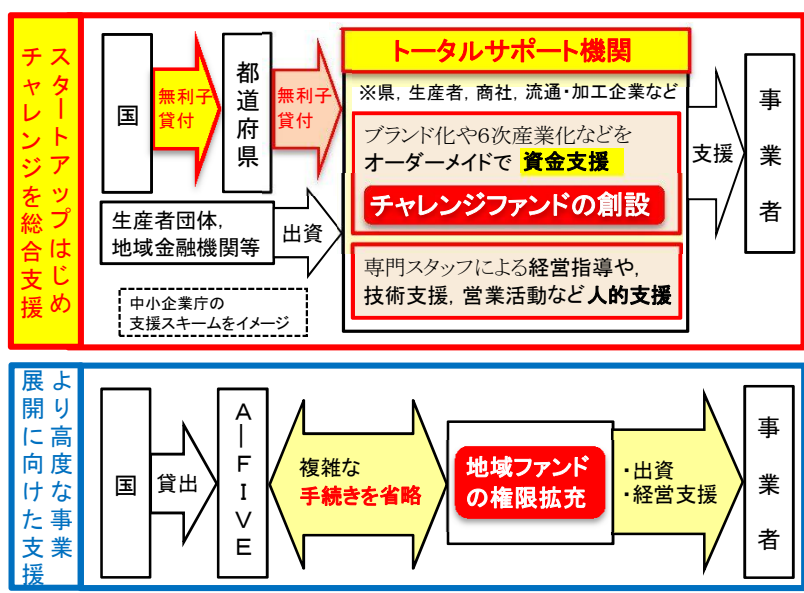 スタートアップはじめ
チャレンジを総合支援
国
無利子
貸付
都道府県
無利子
貸付
トータルサポート機関
※県，生産者，商社，流通・加工企業など
ブランド化や6次産業化などを
オーダーメイドで 資金支援
チャレンジファンドの創設
専門スタッフによる経営指導や，
技術支援，営業活動など人的支援
支援
事業者
生産者団体，
地域金融機関等
出資
中小企業庁の
支援スキームをイメージ
より高度な事業
展開に向けた支援
国
貸出
A－FIVE
複雑な
手続きを省略
地域ファンド
の権限拡充
・出資
・経営支援
事業者